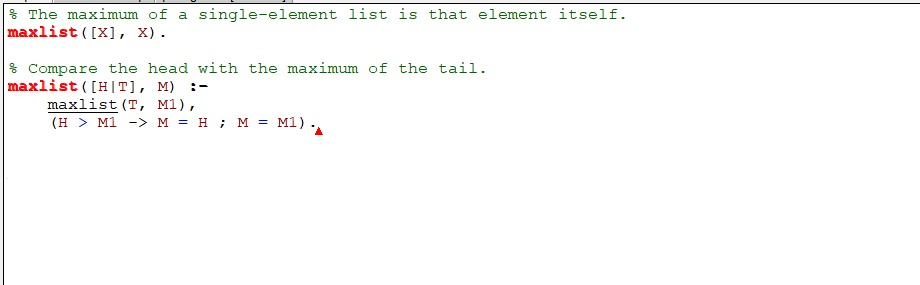 % The maximum of a single-element list is that element itself.
maxlist([X], X).
% Compare the head with the maximum of the tail.
maxlist([H|T], M) :-
    maxlist(T, M1),
    (H > M1 -> M = H ; M = M1).